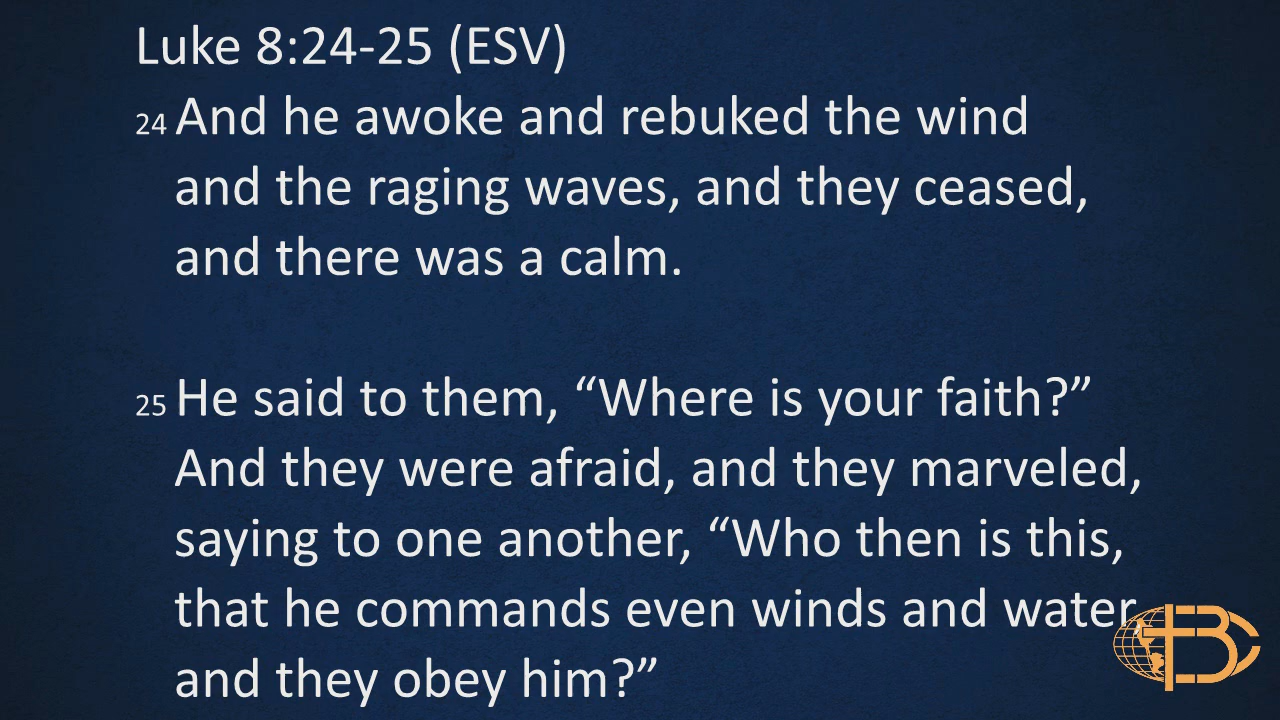 Luke 8:24-25 (ESV)
24 And he awoke and rebuked the wind
and the raging waves, and they ceased,
and there was a calm.
25 He said to them, “Where is your faith?”
And they were afraid, and they marveled,
saying to one another, “Who then is this,
that he commands even winds and water,
and they obey him?”
FBC